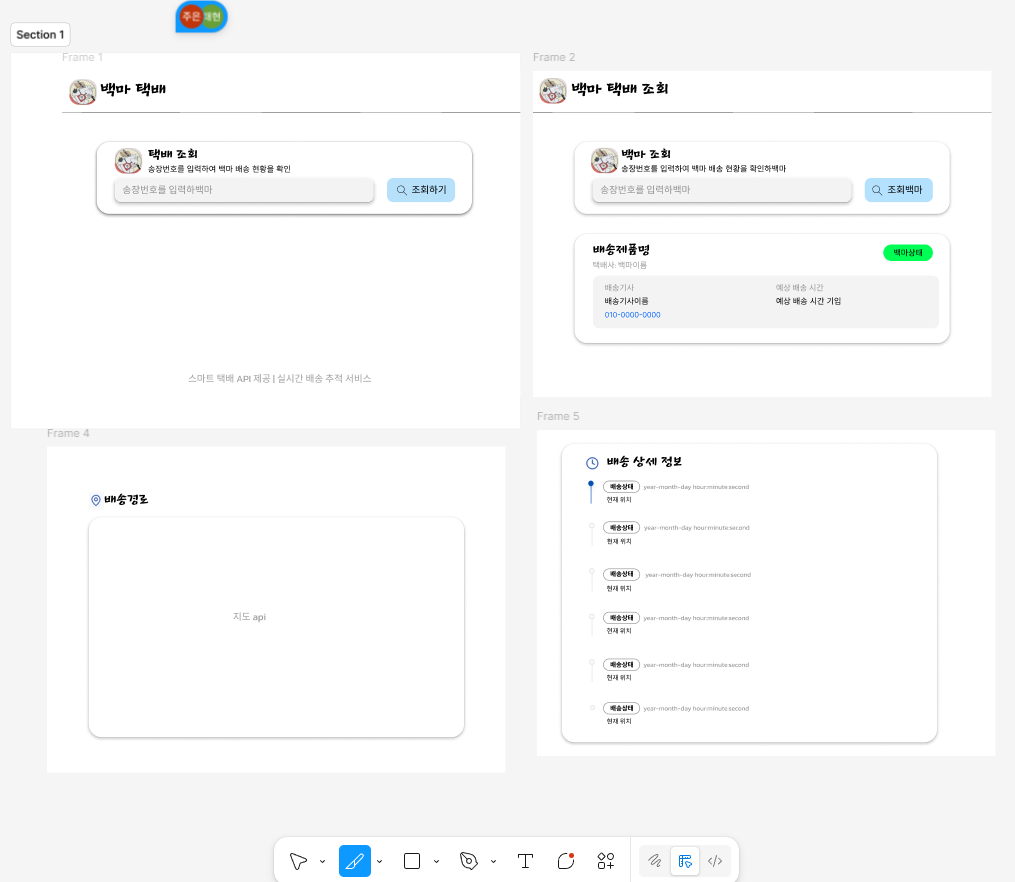 주은 재현
Section 1
Frame 1
백마 택배
택배 조회
송장번호를 입력하여 백마 배송 현황을 확인
송장번호를 입력하백마
조회하기
스마트 택배 API 제공 | 실시간 배송 추적 서비스
Frame 2
백마 택배 조회
백마 조회
송장번호를 입력하여 백마 배송 현황을 확인하백마
송장번호를 입력하백마
조회백마
배송제품명
백마상태
택배사: 백마이름
배송기사
예상 배송 시간
배송기사이름
예상 배송 시간 기입
010-0000-0000
Frame 4
배송경로
지도 api
Frame 5
배송 상세 정보
배송상태 year-month-day hour:minute:second
현재 위치
배송상태 year-month-day hour:minute:second
현재 위치
배송상태 year-month-day hour:minute:second
현재 위치
배송상태 year-month-day hour:minute:second
현재 위치
배송상태 year-month-day hour:minute:second
현재 위치
배송상태 year-month-day hour:minute:second
현재 위치